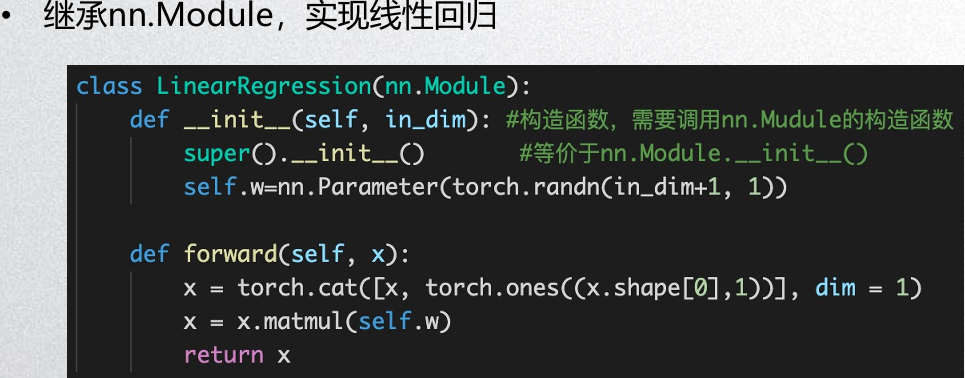 • 继承nn.Module，实现线性回归
class LinearRegression(nn.Module):
    def __init__(self, in_dim): #构造函数，需要调用nn.Mudule的构造函数
        super().__init__()       #等价于nn.Module.__init__()
        self.w=nn.Parameter(torch.randn(in_dim+1, 1))
    def forward(self, x):
        x = torch.cat([x, torch.ones((x.shape[0],1))], dim = 1)
        x = x.matmul(self.w)
        return x